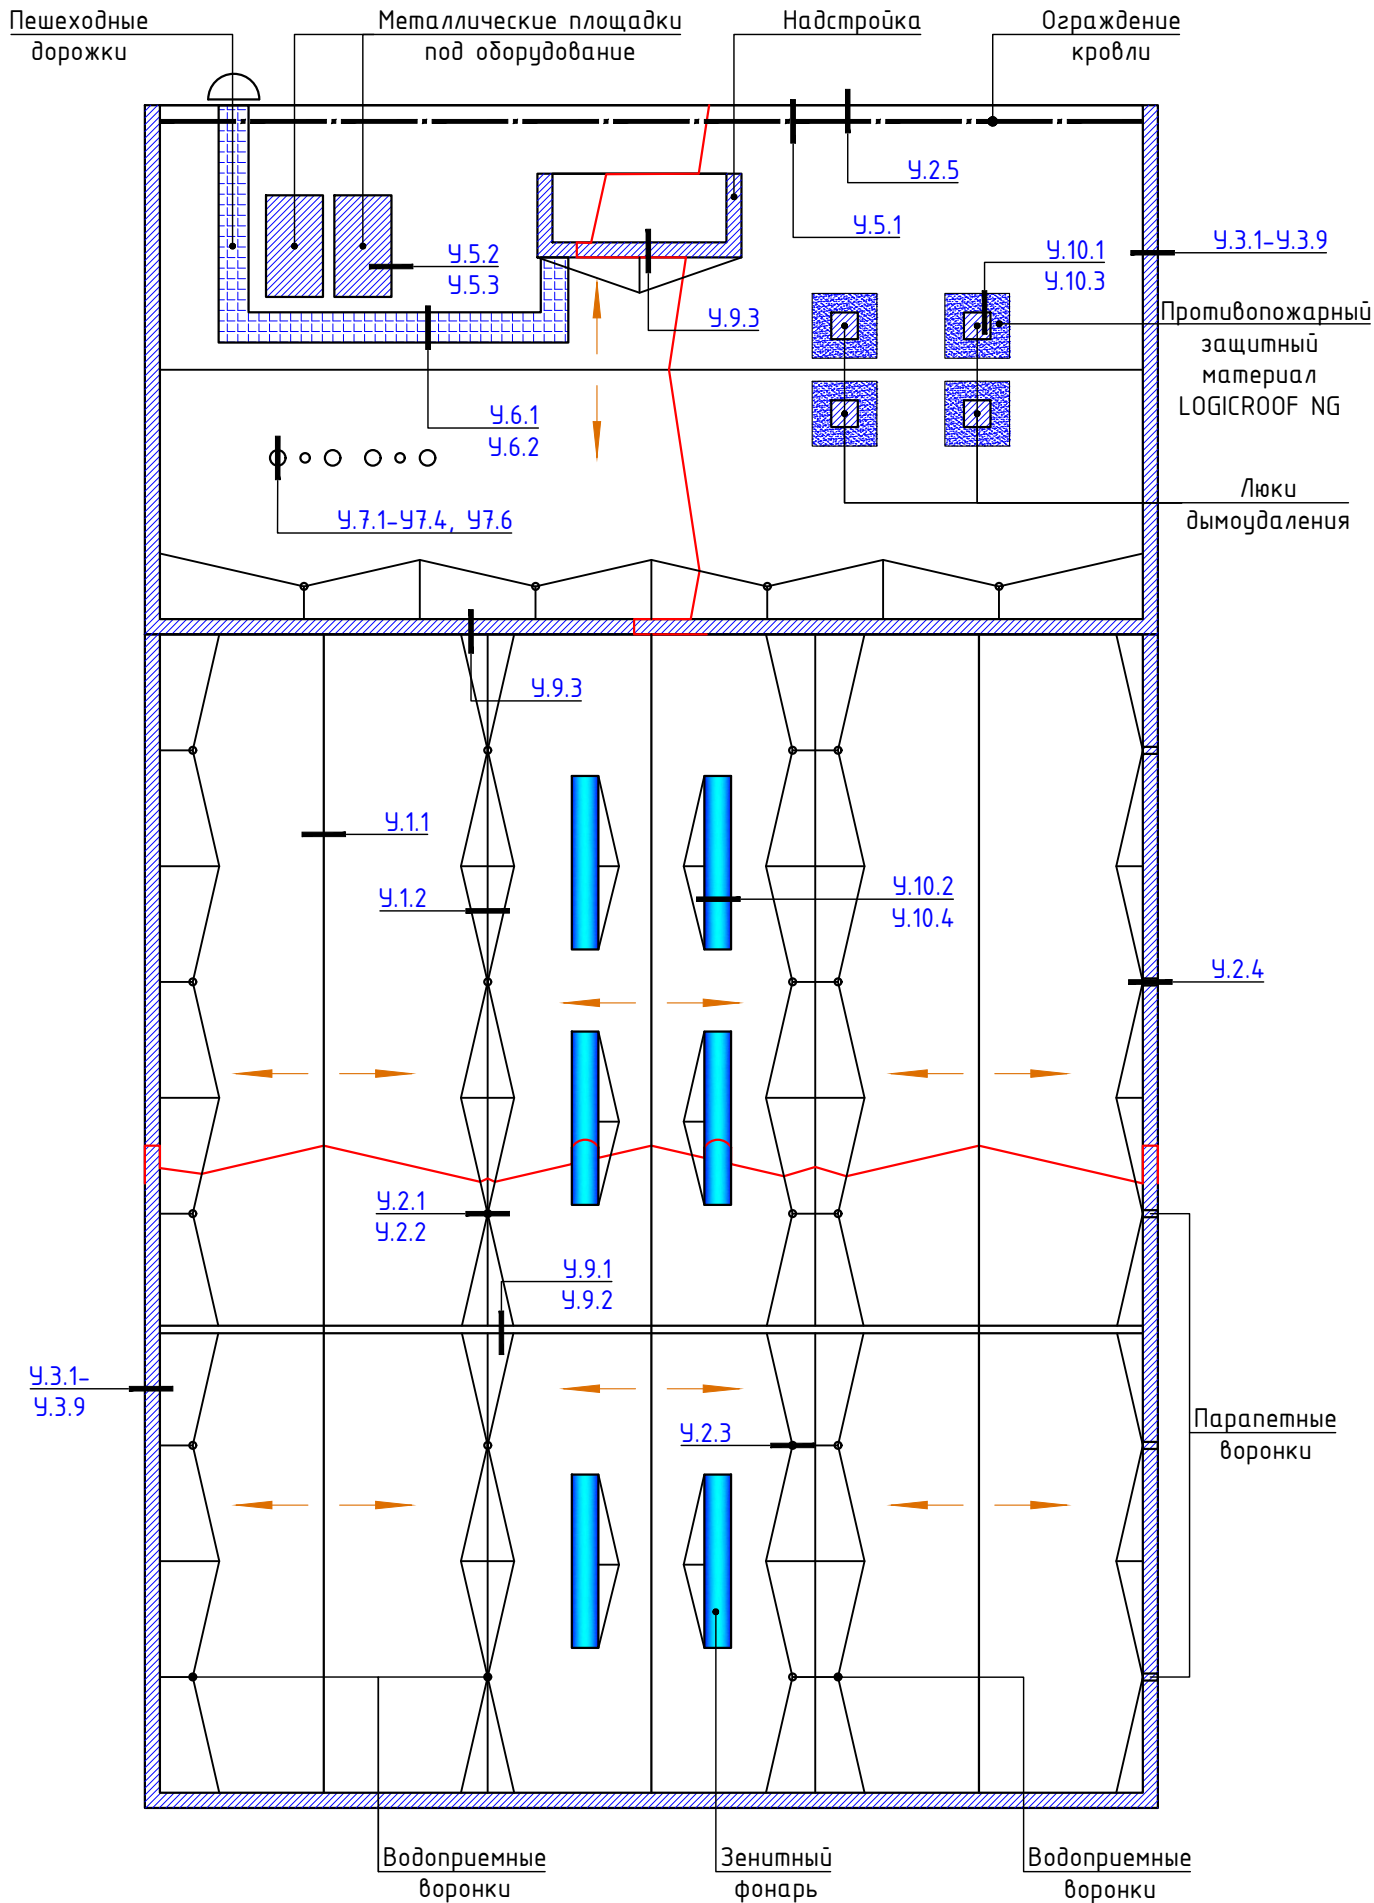 Пешеходные
дорожки
Металлические площадки
под оборудование
Надстройка
Ограждение
кровли
У.2.5
У.5.1
У.5.2
У.5.3
У.10.1
У.10.3
У.3.1-У.3.9
У.9.3
Противопожарный
защитный
материал
LOGICROOF NG
У.6.1
У.6.2
У.7.1-У7.4, У7.6
Люки
дымоудаления
У.9.3
У.1.1
У.1.2
У.10.2
У.10.4
У.2.4
У.2.1
У.2.2
У.9.1
У.9.2
У.3.1-
У.3.9
У.2.3
Парапетные
воронки
Водоприемные
воронки
Зенитный
фонарь
Водоприемные
воронки